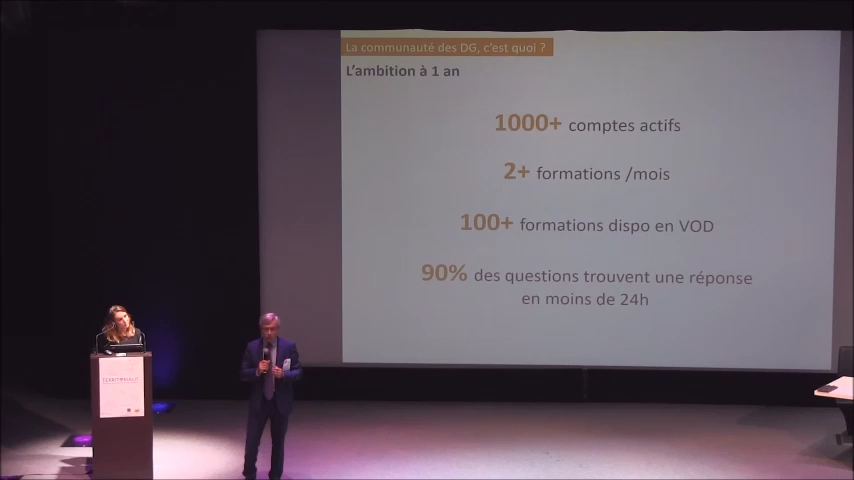 La communauté des DG, c'est quoi ?
L'ambition à 1 an
1000+ comptes actifs
2+ formations /mois
100+ formations dispo en VOD
90% des questions trouvent une réponse
en moins de 24h